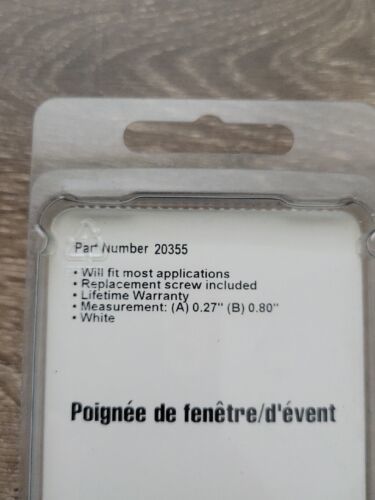 Part Number 20355
• Will fit most applications
• Replacement screw included
• Lifetime Warranty
• Measurement: (A) 0.27" (B) 0.80"
• White
Poignée de fenêtre/d'évent